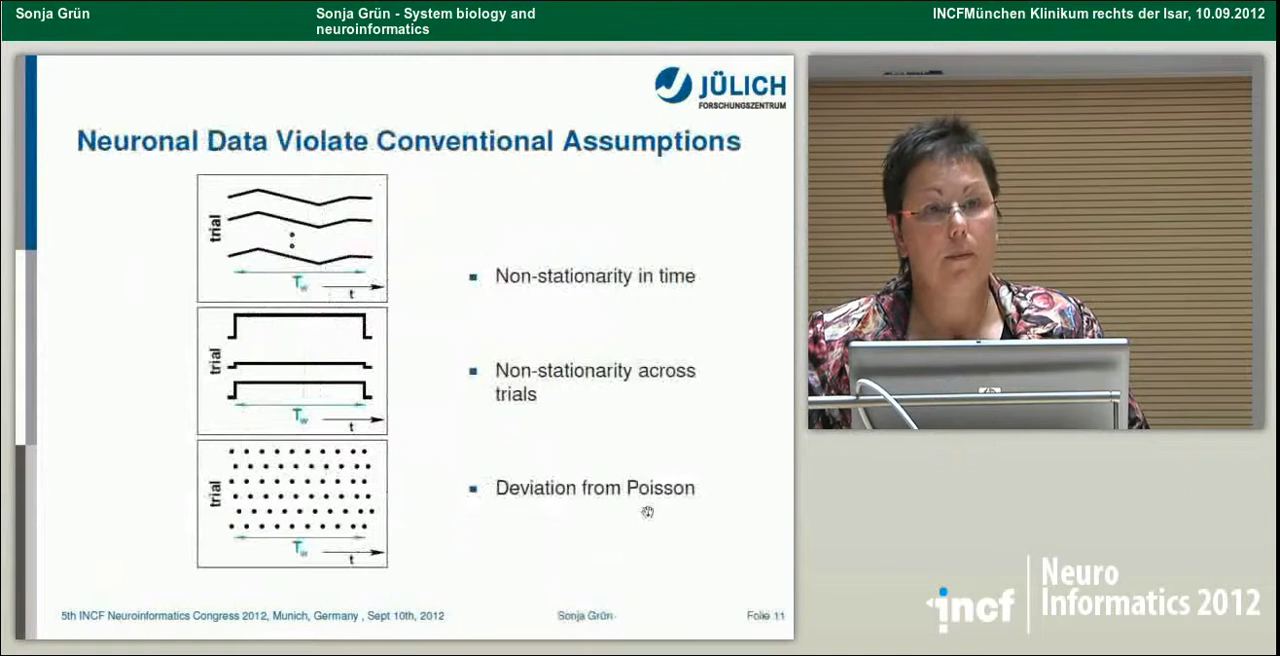 Sonja Grün
Sonja Grün - System biology and
neuroinformatics
INCFMünchen Klinikum rechts der Isar, 10.09.2012
JÜLICH
FORSCHUNGSZENTRUM
Neuronal Data Violate Conventional Assumptions
trial
Tw
t
Non-stationarity in time
trial
Tw
t
Non-stationarity across
trials
trial
Tw
t
Deviation from Poisson
5th INCF Neuroinformatics Congress 2012, Munich, Germany , Sept 10th, 2012
Sonja Grün
Folie 11
hp
incf
Neuro
Informatics 2012